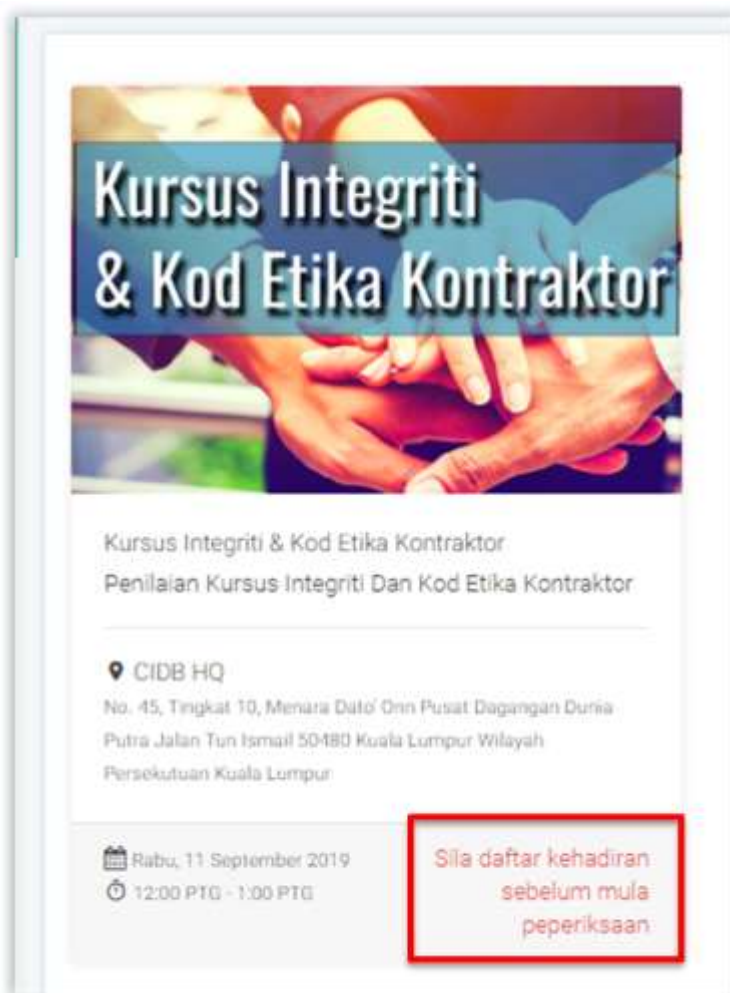 Kursus Integriti
& Kod Etika Kontraktor
Kursus Integriti & Kod Etika Kontraktor
Penilaian Kursus Integriti Dan Kod Etika Kontraktor
CIDB HQ
No. 45, Tingkat 10, Menara Dato' Onn Pusat Dagangan Dunia
Putra Jalan Tun Ismail 50480 Kuala Lumpur Wilayah
Persekutuan Kuala Lumpur
Rabu, 11 September 2019
12:00 PTG - 1:00 PTG
Sila daftar kehadiran
sebelum mula
peperiksaan